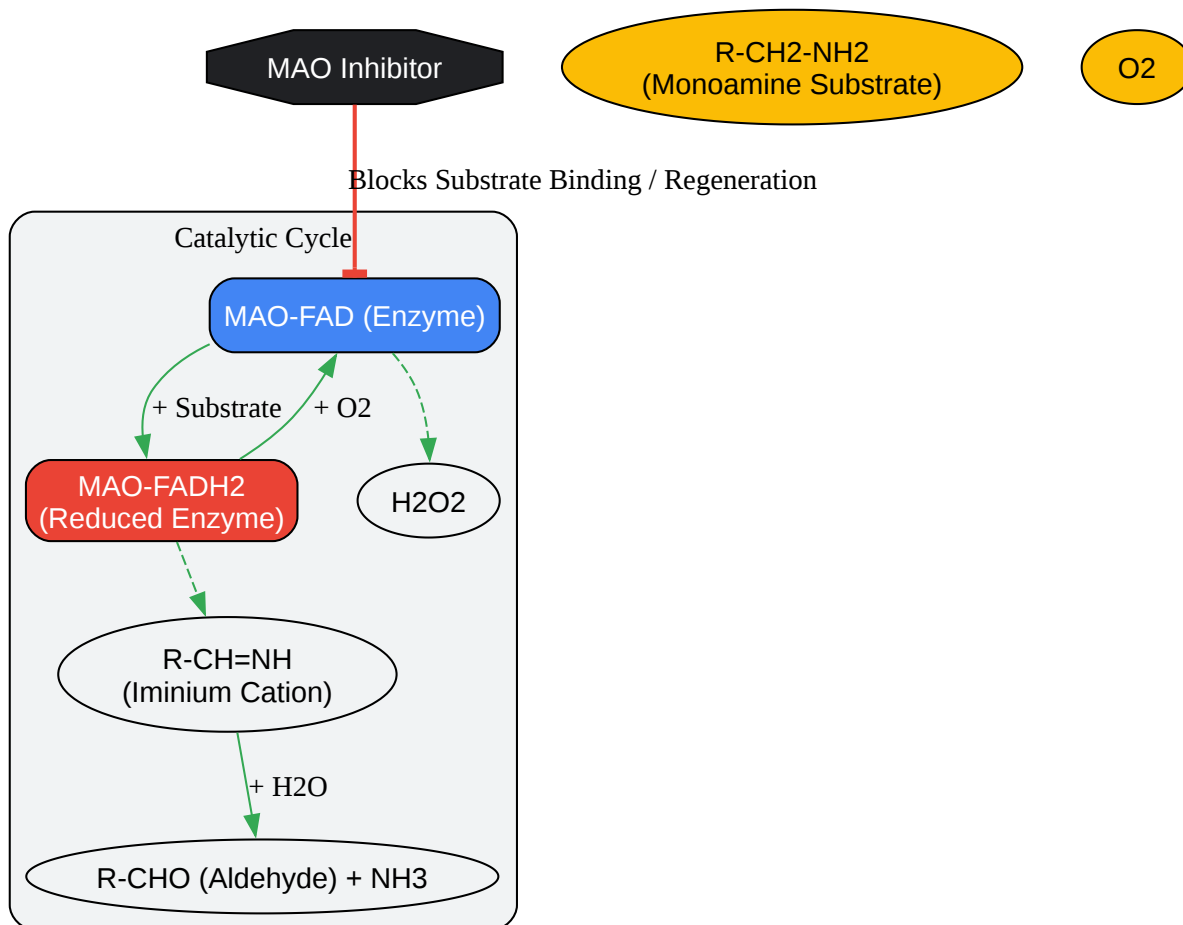 MAO Inhibitor
R-CH2-NH2
(Monoamine Substrate)
O2
Blocks Substrate Binding / Regeneration
Catalytic Cycle
MAO-FAD (Enzyme)
+ Substrate
+ O2
MAO-FADH2
(Reduced Enzyme)
H2O2
R-CH=NH
(Iminium Cation)
+ H2O
R-CHO (Aldehyde) + NH3